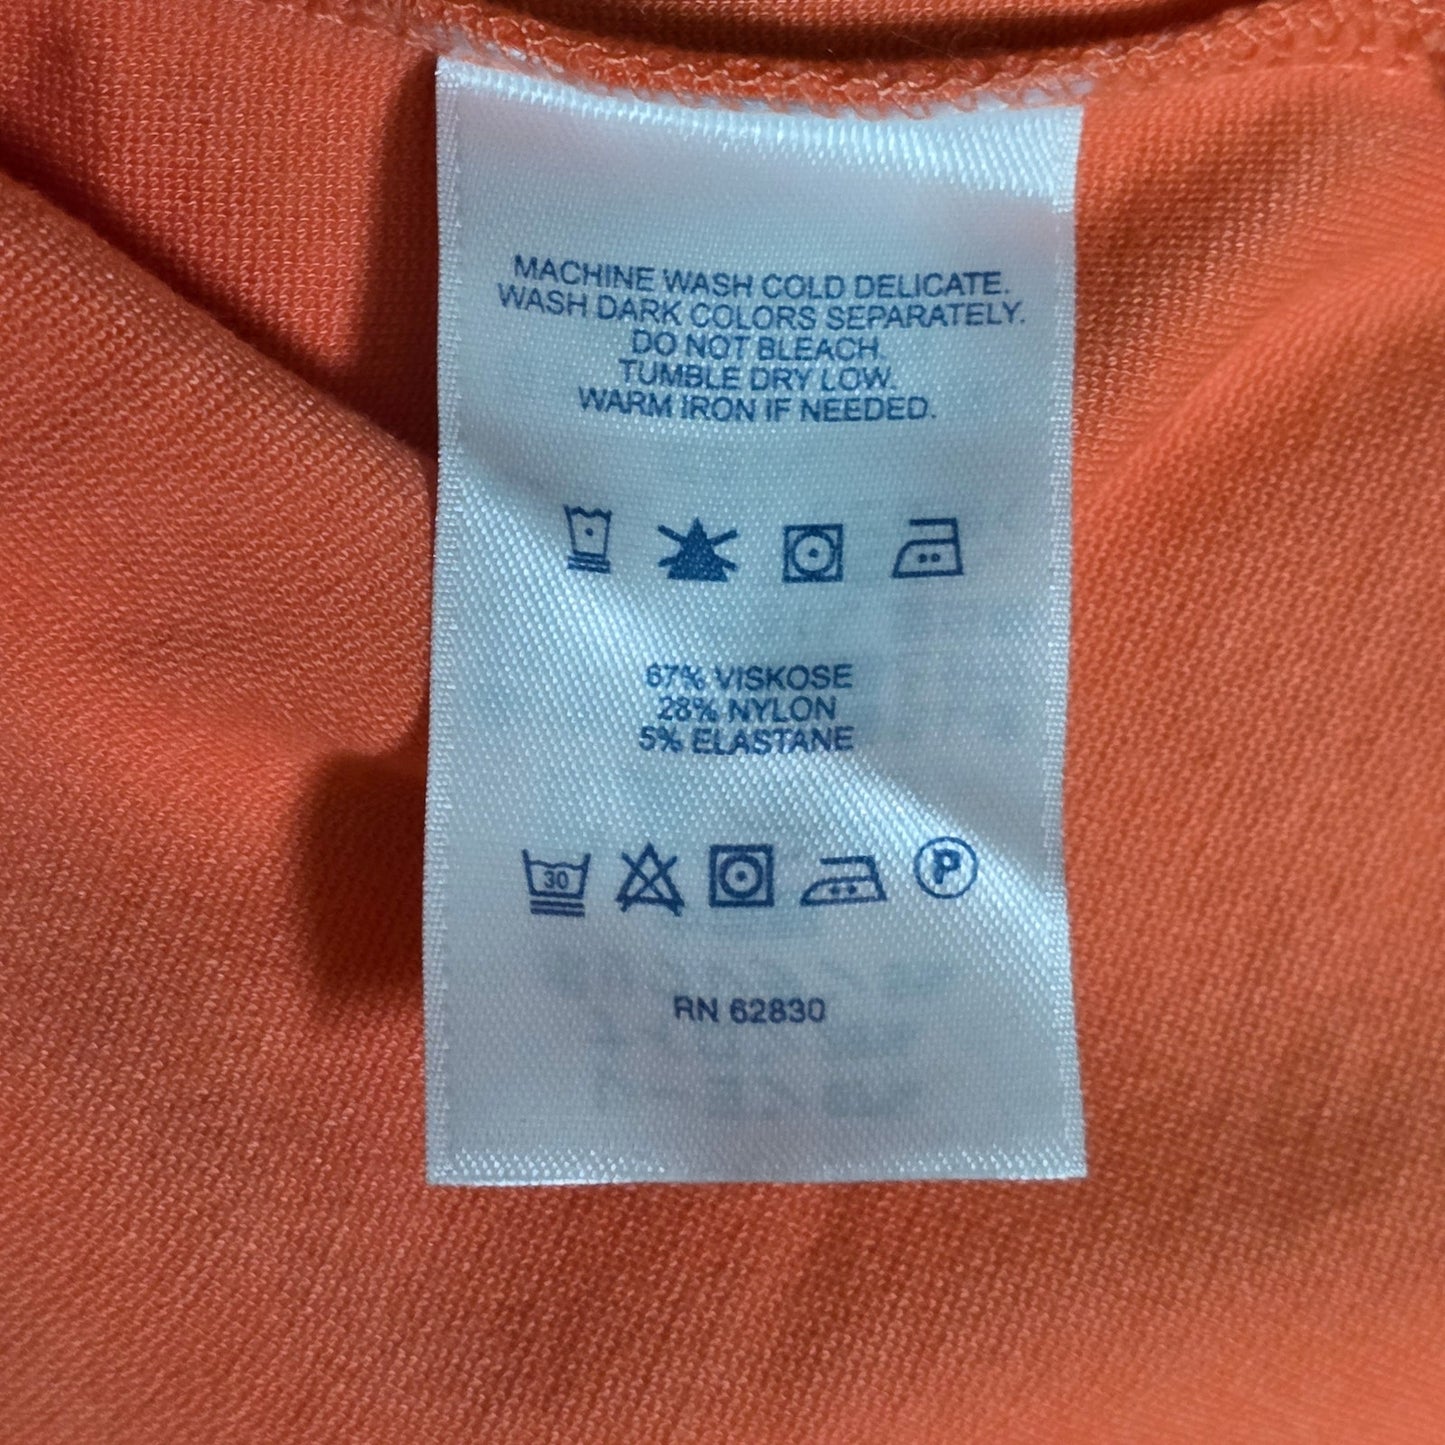 MACHINE WASH COLD DELICATE.
WASH DARK COLORS SEPARATELY.
DO NOT BLEACH.
TUMBLE DRY LOW.
WARM IRON IF NEEDED.
67% VISKOSE
28% NYLON
5% ELASTANE
30 P
RN 62830